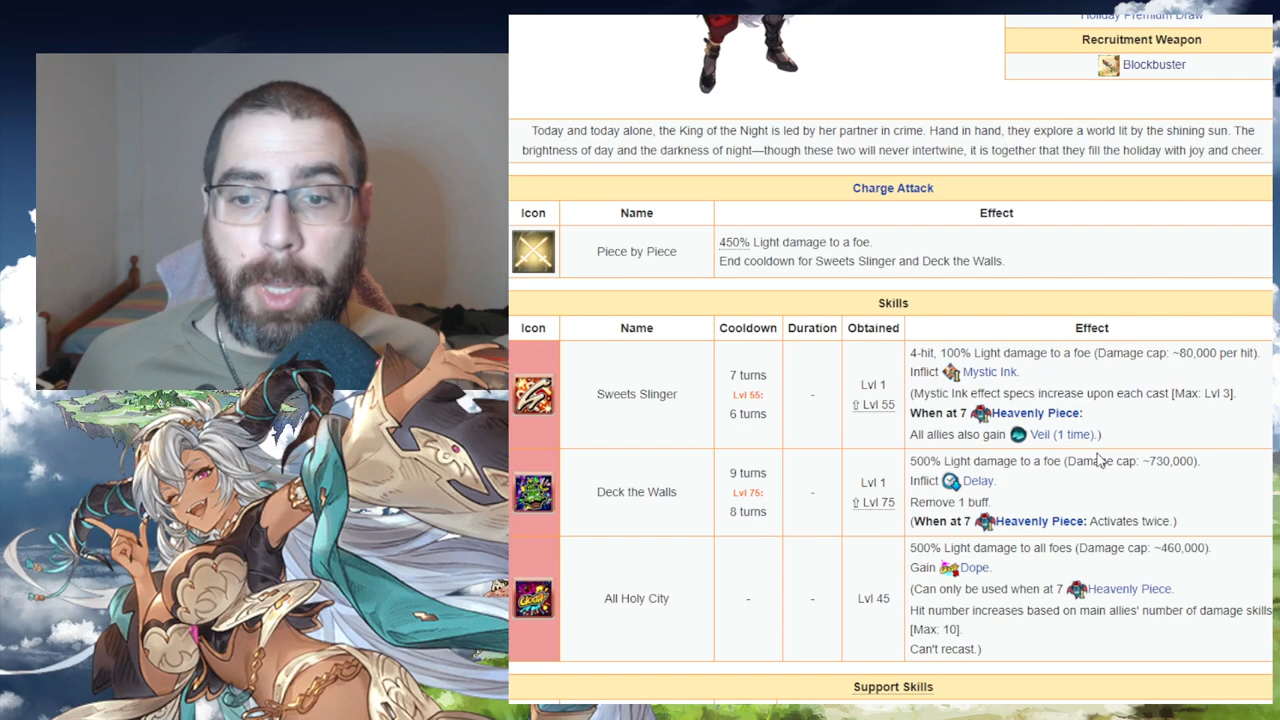 Holiday Premium Draw
Recruitment Weapon
Blockbuster
Today and today alone, the King of the Night is led by her partner in crime. Hand in hand, they explore a world lit by the shining sun. The
brightness of day and the darkness of night—though these two will never intertwine, it is together that they fill the holiday with joy and cheer.
Charge Attack
Icon Name Effect
Piece by Piece
450% Light damage to a foe.
End cooldown for Sweets Slinger and Deck the Walls.
Skills
Icon Name Cooldown Duration Obtained Effect
Sweets Slinger
7 turns
Lvl 55:
6 turns
-
Lvl 1
⇧ Lvl 55
4-hit, 100% Light damage to a foe (Damage cap: ~80,000 per hit).
Inflict Mystic Ink.
(Mystic Ink effect specs increase upon each cast [Max: Lvl 3].
When at 7 Heavenly Piece:
All allies also gain Veil (1 time).)
Deck the Walls
9 turns
Lvl 75:
8 turns
-
Lvl 1
⇧ Lvl 75
500% Light damage to a foe (Damage cap: ~730,000).
Inflict Delay.
Remove 1 buff.
(When at 7 Heavenly Piece: Activates twice.)
All Holy City
-
-
Lvl 45
500% Light damage to all foes (Damage cap: ~460,000).
Gain Dope.
(Can only be used when at 7 Heavenly Piece.
Hit number increases based on main allies' number of damage skills
[Max: 10].
Can't recast.)
Support Skills